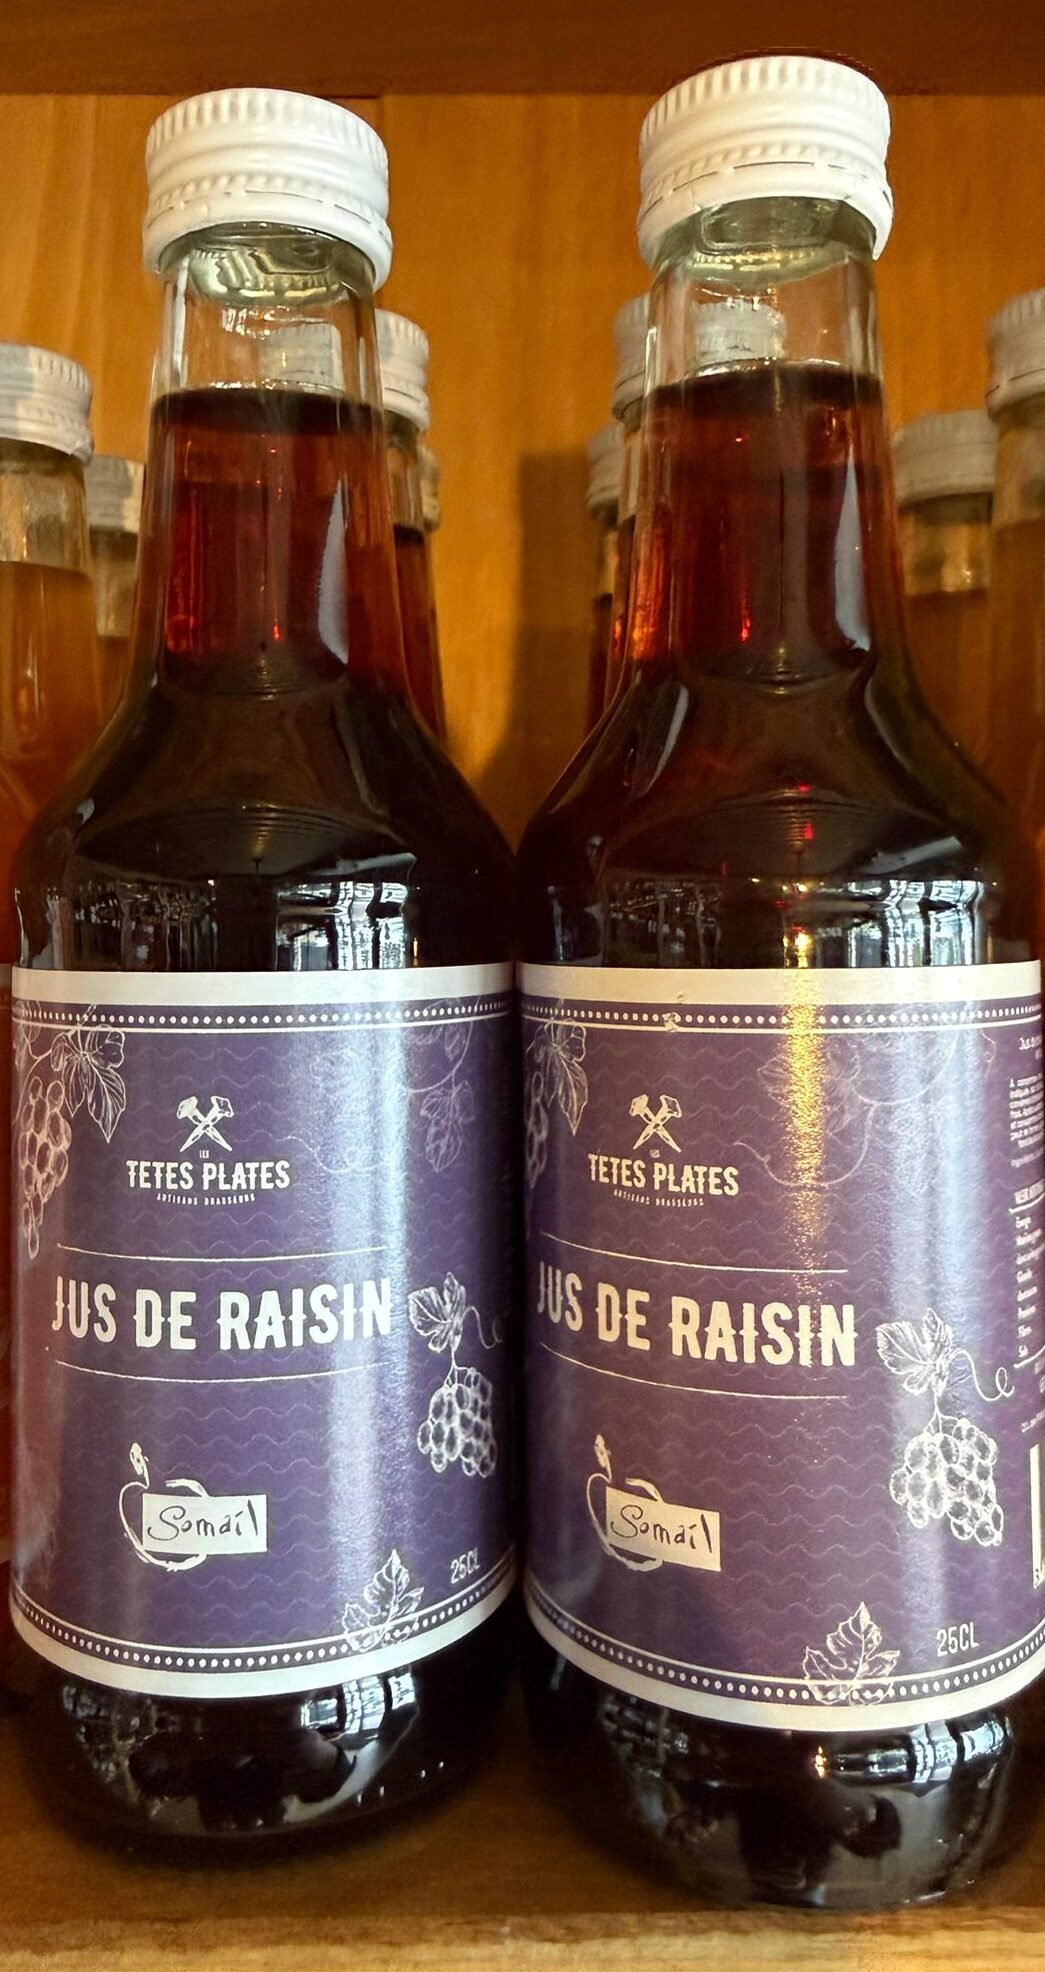 LES
TETES PLATES
ARTISANS BRASSEURS
JUS DE RAISIN
Somail
25CL
LES
TETES PLATES
ARTISANS BRASSEURS
JUS DE RAISIN
Somail
25CL